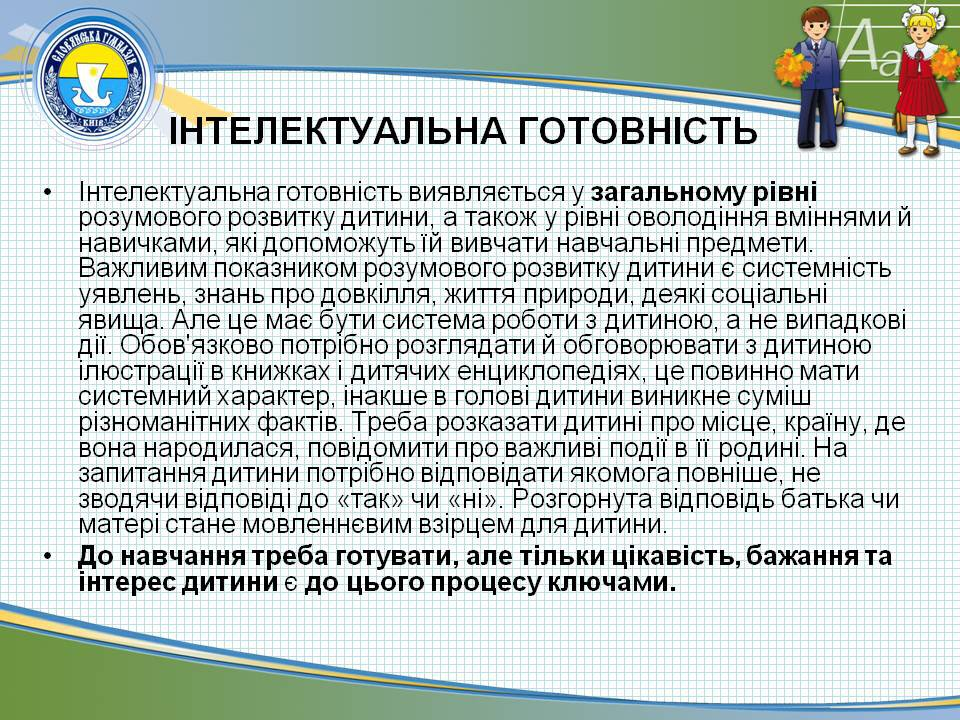 СЛОВ'ЯНСЬКА ГІМНАЗІЯ
КИЇВ
Аа
ІНТЕЛЕКТУАЛЬНА ГОТОВНІСТЬ
• Інтелектуальна готовність виявляється у загальному рівні
розумового розвитку дитини, а також у рівні оволодіння вміннями й
навичками, які допоможуть їй вивчати навчальні предмети.
Важливим показником розумового розвитку дитини є системність
уявлень, знань про довкілля, життя природи, деякі соціальні
явища. Але це має бути система роботи з дитиною, а не випадкові
дії. Обов'язково потрібно розглядати й обговорювати з дитиною
ілюстрації в книжках і дитячих енциклопедіях, це повинно мати
системний характер, інакше в голові дитини виникне суміш
різноманітних фактів. Треба розказати дитині про місце, країну, де
вона народилася, повідомити про важливі події в її родині. На
запитання дитини потрібно відповідати якомога повніше, не
зводячи відповіді до «так» чи «ні». Розгорнута відповідь батька чи
матері стане мовленнєвим взірцем для дитини.
• До навчання треба готувати, але тільки цікавість, бажання та
інтерес дитини є до цього процесу ключами.